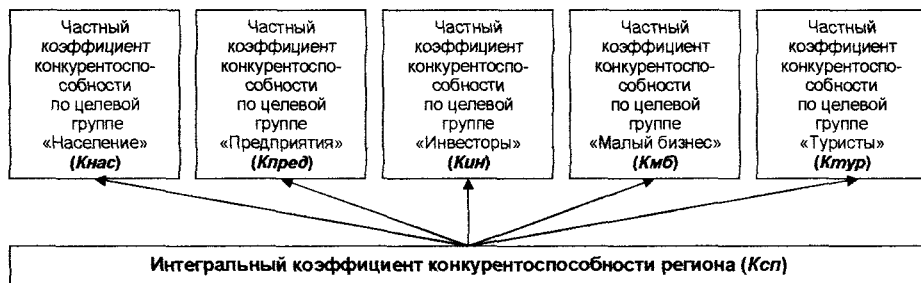 Частный
коэффициент
конкурентоспо-
собности
по целевой
группе
«Население»
(Кнас)
Частный
коэффициент
конкурентоспо-
собности
по целевой
группе
«Предприятия»
(Кпред)
Частный
коэффициент
конкурентоспо-
собности
по целевой
группе
«Инвесторы»
(Кин)
Частный
коэффициент
конкурентоспо-
собности
по целевой
группе
«Малый бизнес»
(Кмб)
Частный
коэффициент
конкурентоспо-
собности
по целевой
группе
«Туристы»
(Ктур)
Интегральный коэффициент конкурентоспособности региона (Ксп)